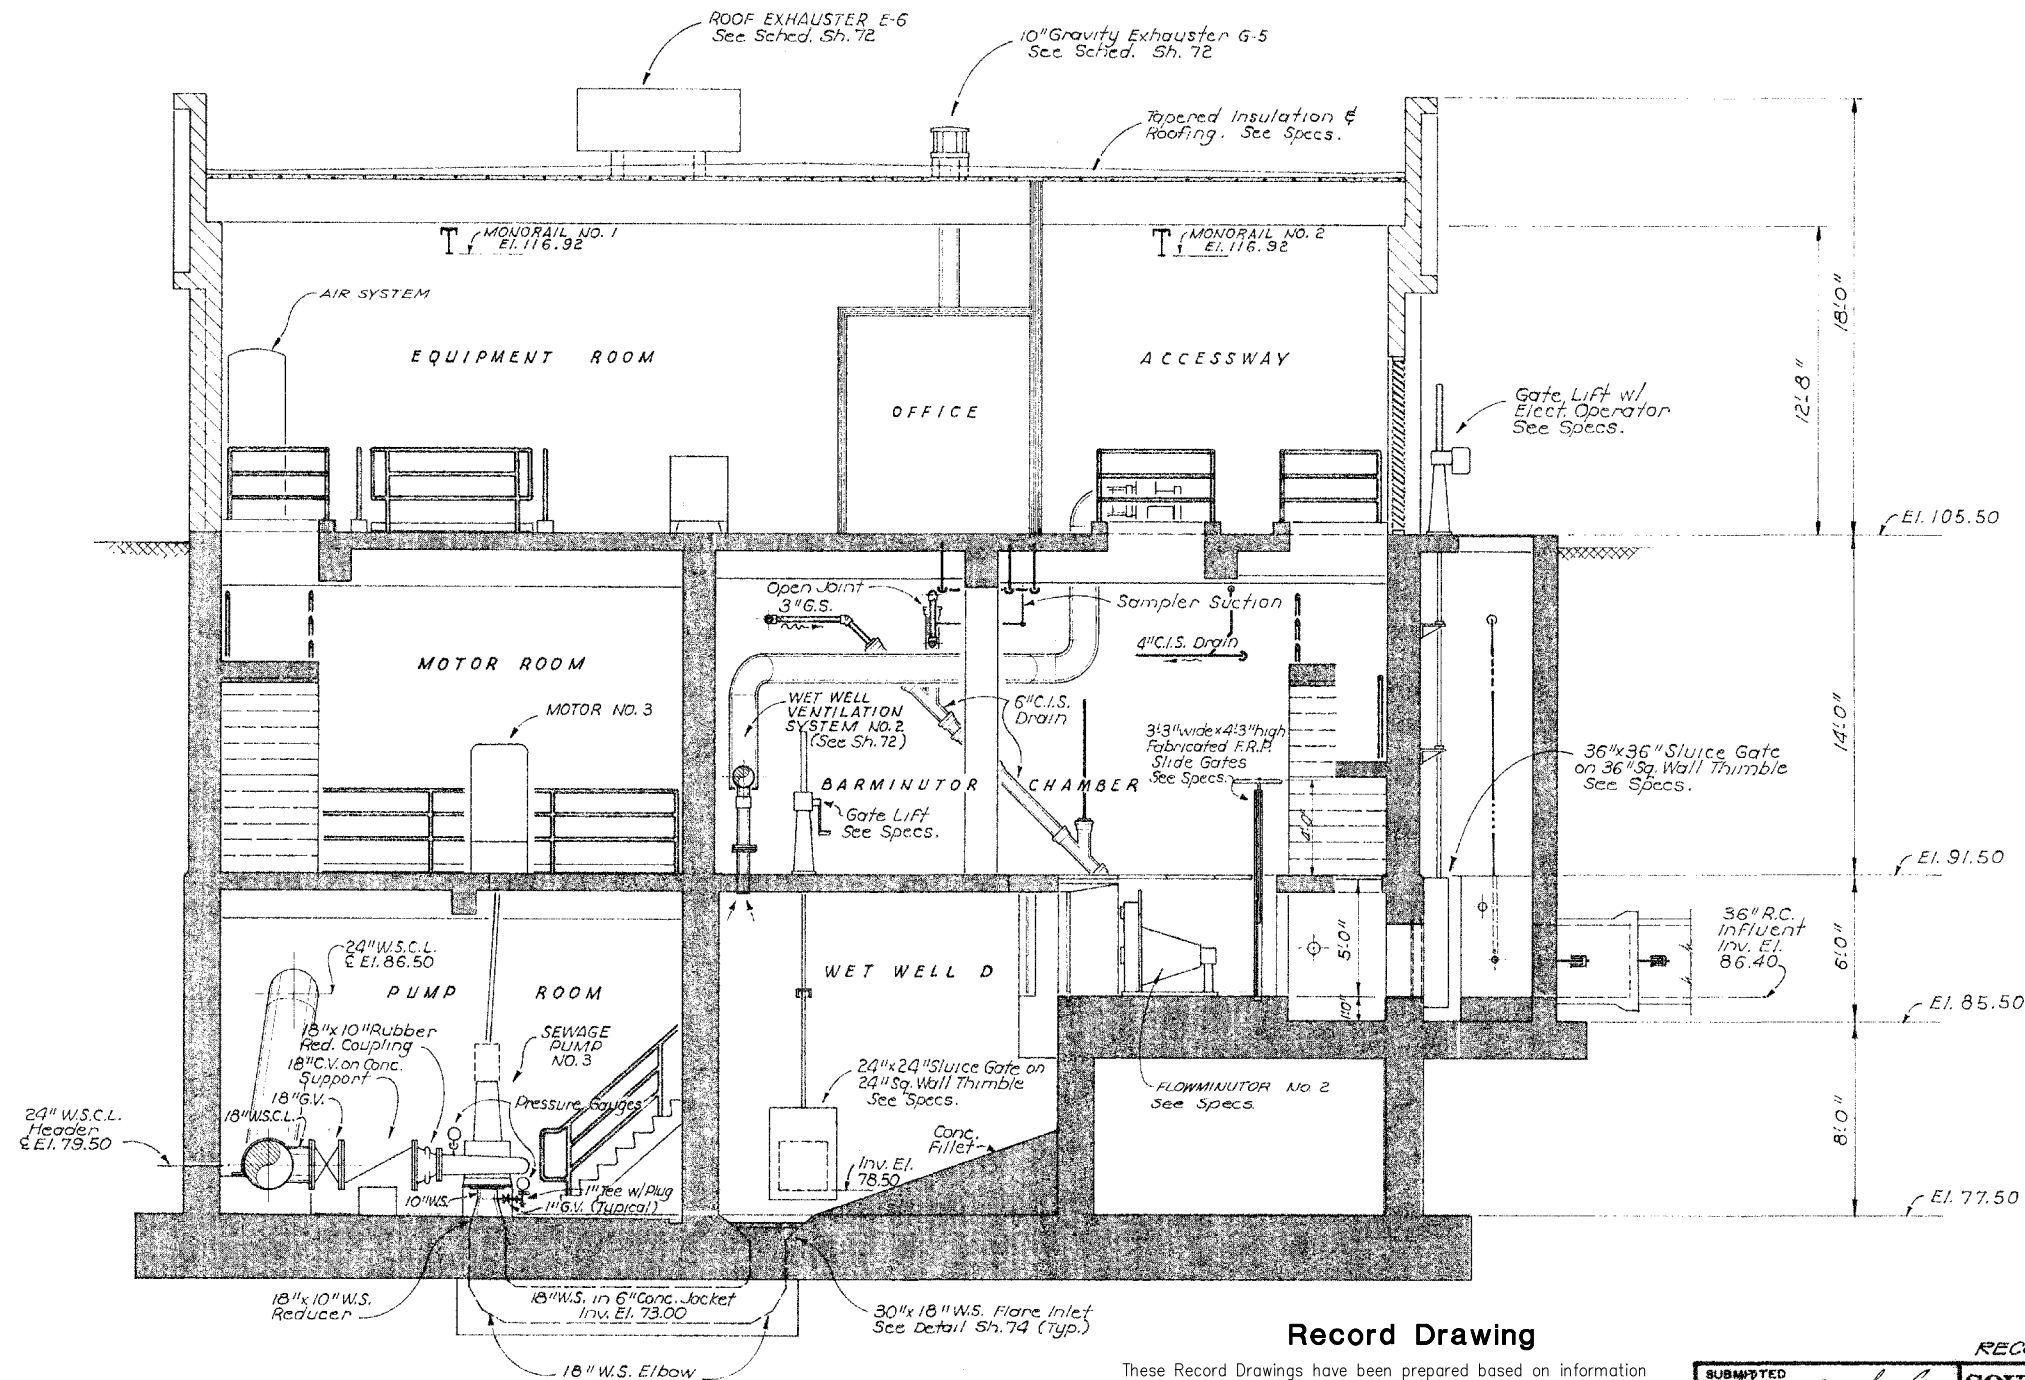 ROOF EXHAUSTER E-6
See Sched. Sh. 72
10" Gravity Exhauster G-5
See Sched. Sh. 72
Tapered Insulation &
Roofing. See Specs.
MONORAIL NO. 1
El. 116.92
MONORAIL NO. 2
El. 116.92
AIR SYSTEM
EQUIPMENT ROOM
OFFICE
ACCESSWAY
18'-0"
12'-8"
Gate Lift w/
Elect. Operator
See Specs.
El. 105.50
Open Joint
3" G.S.
Sampler Suction
4" C.I.S. Drain
MOTOR ROOM
MOTOR NO. 3
WET WELL
VENTILATION
SYSTEM NO. 2
(See Sh. 72)
6" C.I.S.
Drain
3'-3" wide x 4'-3" high
Fabricated F.R.P.
Slide Gates
See Specs.
14'-0"
36" x 36" Sluice Gate
on 36" Sq. Wall Thimble
See Specs.
BARMINUTOR CHAMBER
Gate Lift
See Specs.
4'-0"
El. 91.50
24" W.S.C.L.
℄ El. 86.50
PUMP ROOM
WET WELL D
5'-0"
1'-0"
36" R.C.
Influent
Inv. El.
86.40
6'-0"
El. 85.50
18" x 10" Rubber
Red. Coupling
18" C.V. on Conc.
Support
18" G.V.
18" W.S.C.L.
SEWAGE
PUMP
NO. 3
Pressure Gauges
24" x 24" Sluice Gate on
24" Sq. Wall Thimble
See Specs.
FLOWMINUTOR NO. 2
See Specs.
24" W.S.C.L.
Header
℄ El. 79.50
Conc.
Fillet
Inv. El.
78.50
8'-0"
10" W.S.
1" Tee w/ Plug
1" G.V. (Typical)
El. 77.50
18" x 10" W.S.
Reducer
18" W.S. in 6" Conc. Jacket
Inv. El. 73.00
30" x 18" W.S. Flare Inlet
See Detail Sh. 74 (Typ.)
18" W.S. Elbow
Record Drawing
These Record Drawings have been prepared based on information
SUBMITTED